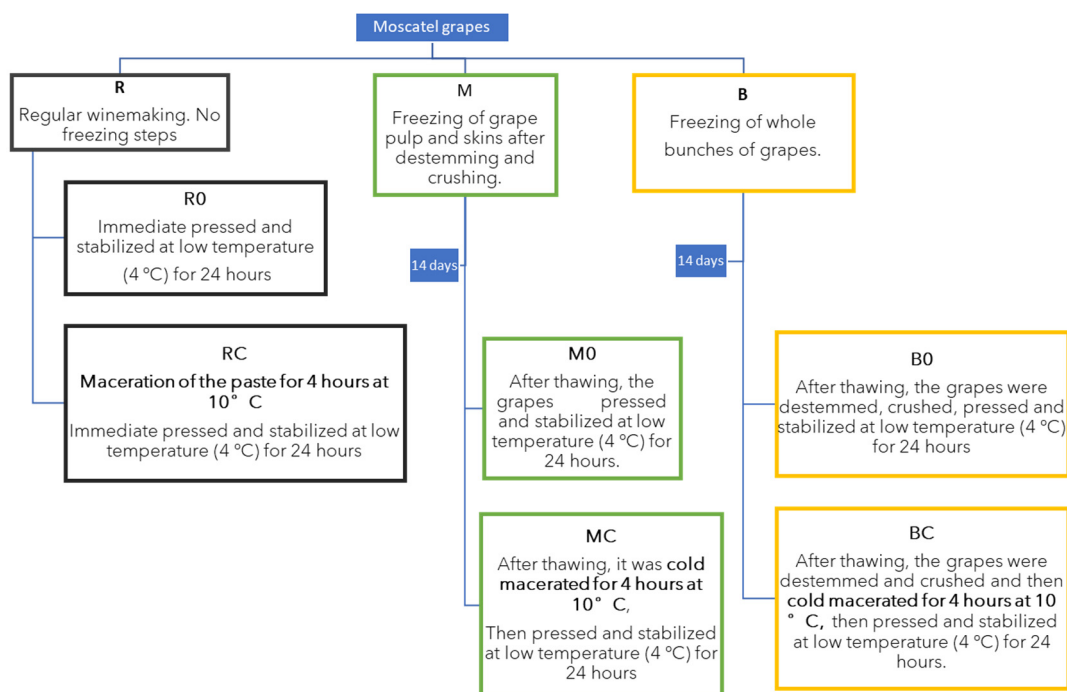 Moscatel grapes
R
Regular winemaking. No
freezing steps
M
Freezing of grape
pulp and skins after
destemming and
crushing.
B
Freezing of whole
bunches of grapes.
R0
Immediate pressed and
stabilized at low temperature
(4 ºC) for 24 hours
14 days
14 days
RC
Maceration of the paste for 4 hours at
10° C
Immediate pressed and stabilized at low
temperature (4 ºC) for 24 hours
M0
After thawing, the
grapes pressed
and stabilized at low
temperature (4 ºC) for
24 hours.
B0
After thawing, the grapes were
destemmed, crushed, pressed and
stabilized at low temperature (4 ºC)
for 24 hours
MC
After thawing, it was cold
macerated for 4 hours at
10° C,
Then pressed and stabilized
at low temperature (4 ºC) for
24 hours
BC
After thawing, the grapes were
destemmed and crushed and then
cold macerated for 4 hours at 10
° C, then pressed and stabilized
at low temperature (4 ºC) for 24
hours.